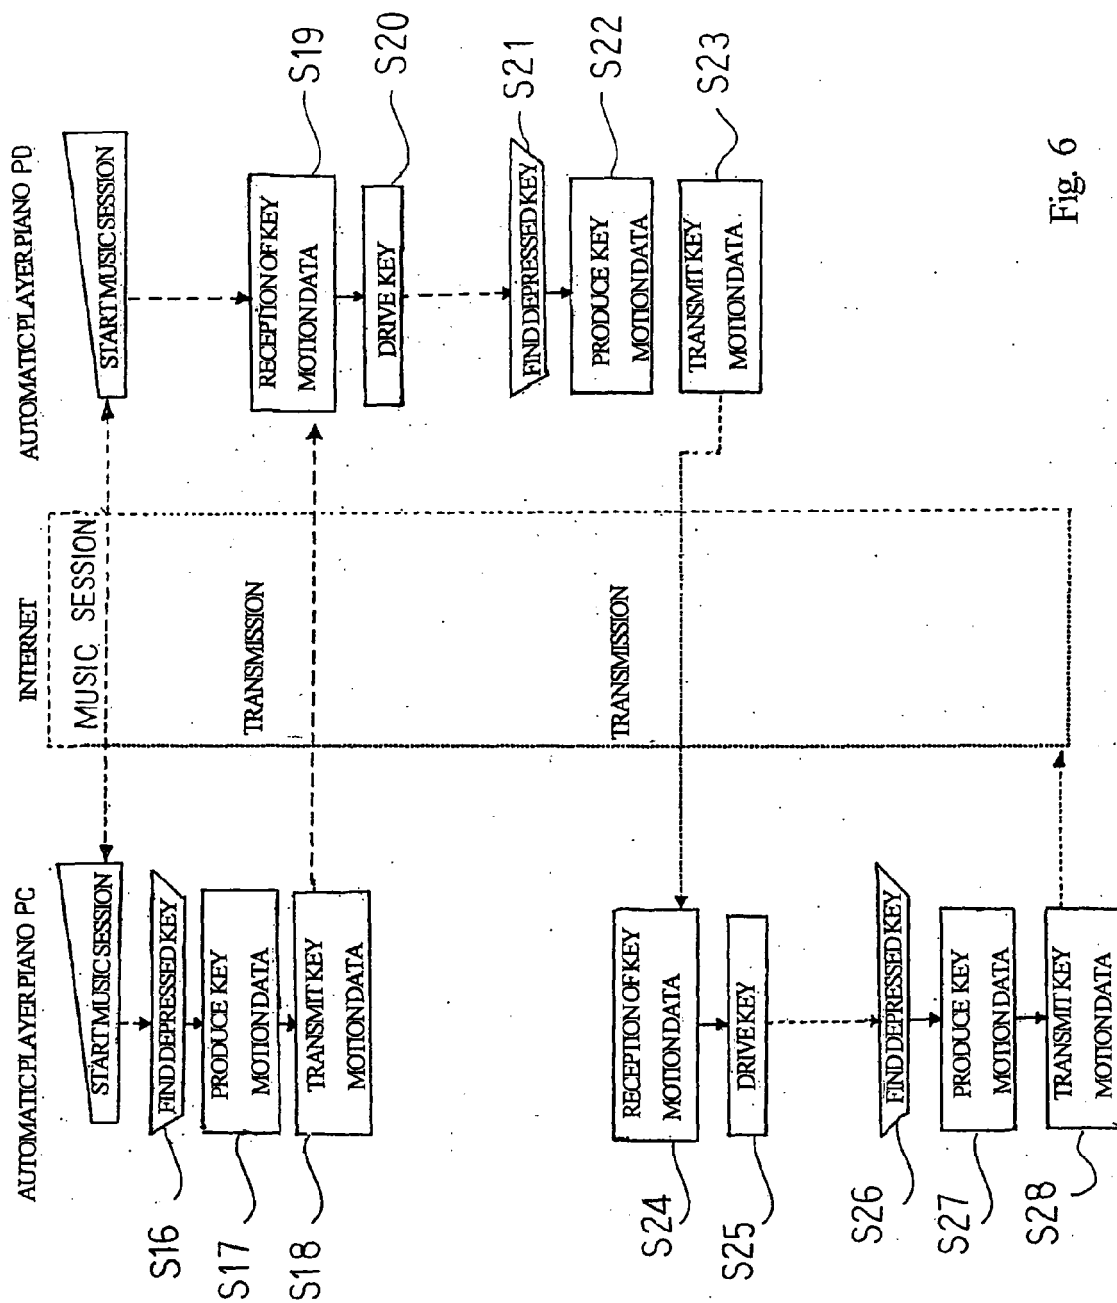 AUTOMATIC PLAYER PIANO PC
INTERNET
AUTOMATIC PLAYER PIANO PD
START MUSIC SESSION
MUSIC SESSION
START MUSIC SESSION
S16
FIND DEPRESSED KEY
S17
PRODUCE KEY
MOTION DATA
S18
TRANSMIT KEY
MOTION DATA
TRANSMISSION
RECEPTION OF KEY
MOTION DATA
S19
DRIVE KEY
S20
FIND DEPRESSED KEY
S21
PRODUCE KEY
MOTION DATA
S22
TRANSMIT KEY
MOTION DATA
S23
TRANSMISSION
S24
RECEPTION OF KEY
MOTION DATA
S25
DRIVE KEY
S26
FIND DEPRESSED KEY
S27
PRODUCE KEY
MOTION DATA
S28
TRANSMIT KEY
MOTION DATA
Fig. 6